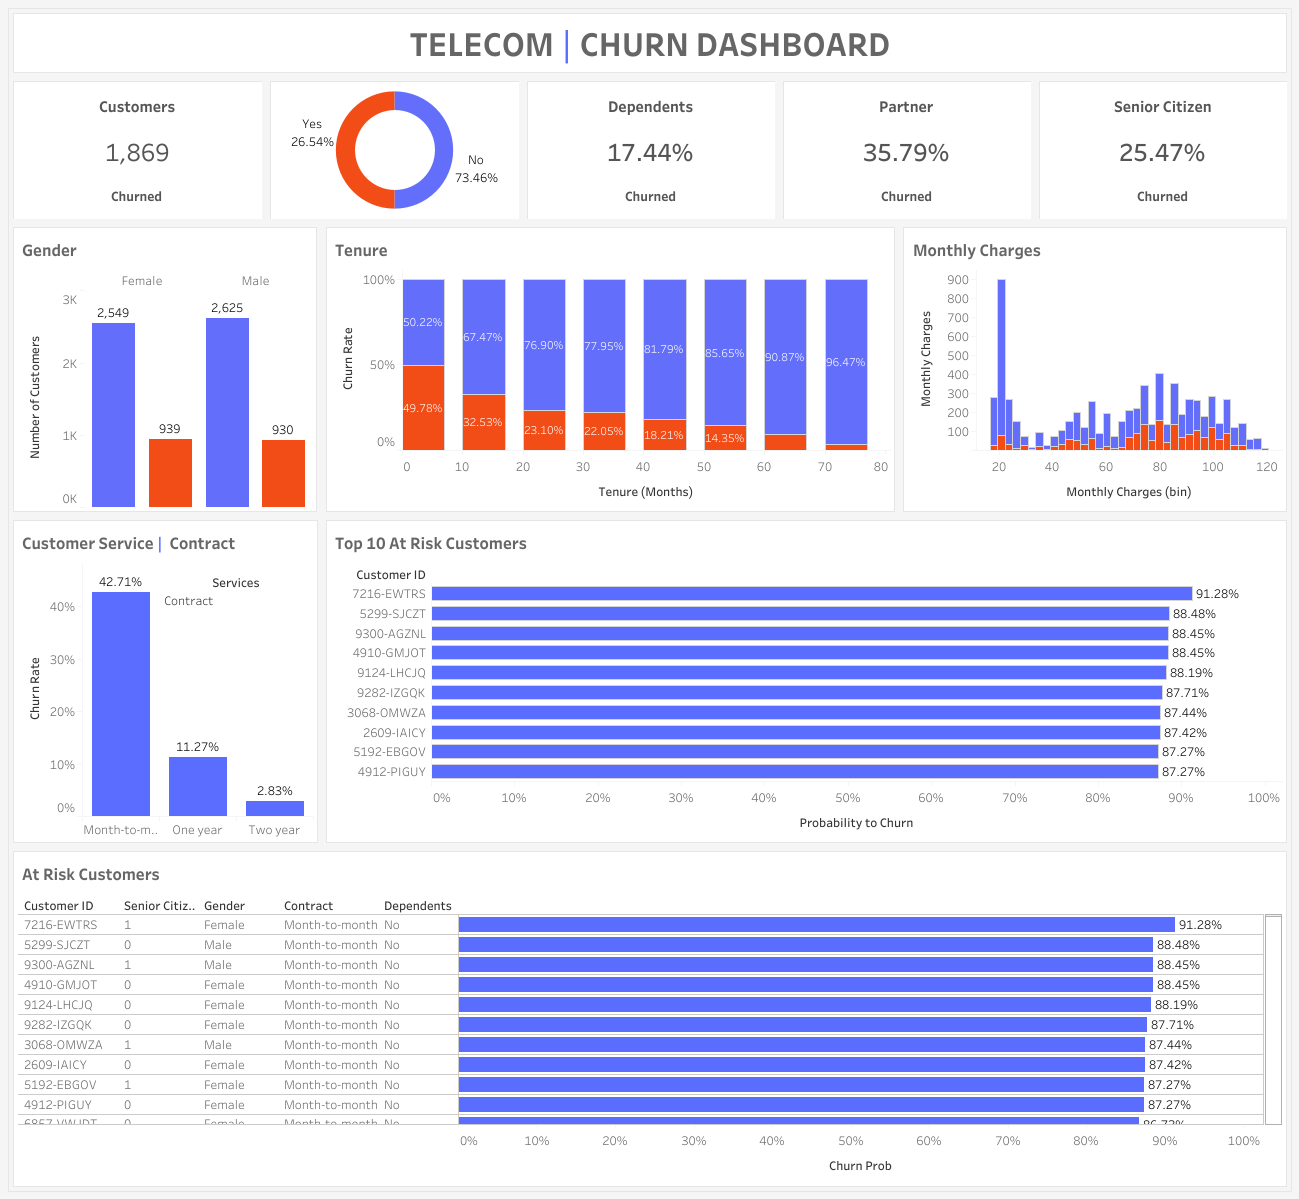 TELECOM | CHURN DASHBOARD
Customers
1,869
Churned
Yes
26.54%
No
73.46%
Dependents
17.44%
Churned
Partner
35.79%
Churned
Senior Citizen
25.47%
Churned
Gender
Female Male
Number of Customers
3K
2K
1K
0K
2,549
939
2,625
930
Tenure
Churn Rate
100%
50%
0%
50.22% 67.47% 76.90% 77.95% 81.79% 85.65% 90.87% 96.47%
49.78% 32.53% 23.10% 22.05% 18.21% 14.35%
0 10 20 30 40 50 60 70 80
Tenure (Months)
Monthly Charges
Monthly Charges
900
800
700
600
500
400
300
200
100
20 40 60 80 100 120
Monthly Charges (bin)
Customer Service | Contract
Services
Contract
Churn Rate
40%
30%
20%
10%
0%
42.71%
11.27%
2.83%
Month-to-m.. One year Two year
Top 10 At Risk Customers
Customer ID
7216-EWTRS 91.28%
5299-SJCZT 88.48%
9300-AGZNL 88.45%
4910-GMJOT 88.45%
9124-LHCJQ 88.19%
9282-IZGQK 87.71%
3068-OMWZA 87.44%
2609-IAICY 87.42%
5192-EBGOV 87.27%
4912-PIGUY 87.27%
0% 10% 20% 30% 40% 50% 60% 70% 80% 90% 100%
Probability to Churn
At Risk Customers
Customer ID Senior Citiz.. Gender Contract Dependents
7216-EWTRS 1 Female Month-to-month No 91.28%
5299-SJCZT 0 Male Month-to-month No 88.48%
9300-AGZNL 1 Male Month-to-month No 88.45%
4910-GMJOT 0 Female Month-to-month No 88.45%
9124-LHCJQ 0 Female Month-to-month No 88.19%
9282-IZGQK 0 Female Month-to-month No 87.71%
3068-OMWZA 1 Male Month-to-month No 87.44%
2609-IAICY 0 Female Month-to-month No 87.42%
5192-EBGOV 1 Female Month-to-month No 87.27%
4912-PIGUY 0 Female Month-to-month No 87.27%
0 Female Month-to-month No
0% 10% 20% 30% 40% 50% 60% 70% 80% 90% 100%
Churn Prob